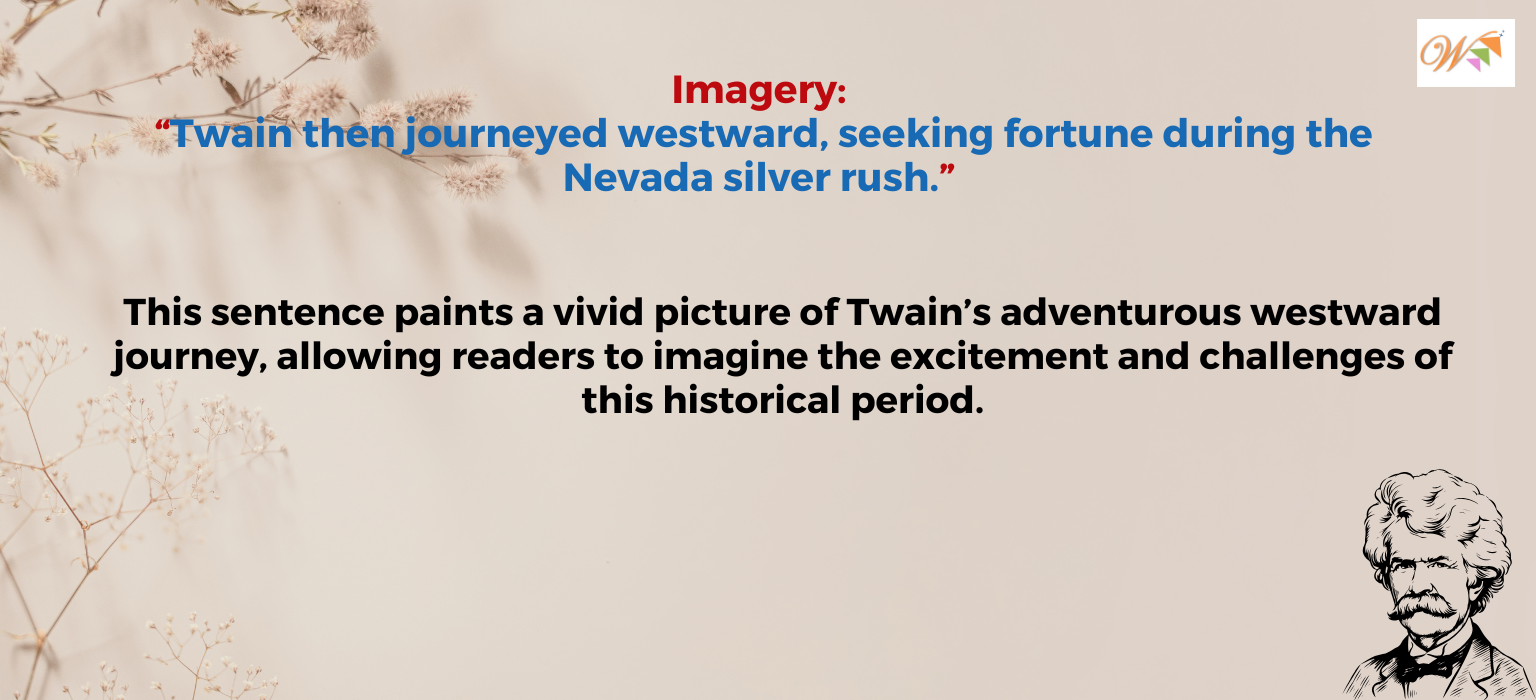 Imagery:
“Twain then journeyed westward, seeking fortune during the
Nevada silver rush.”
This sentence paints a vivid picture of Twain’s adventurous westward
journey, allowing readers to imagine the excitement and challenges of
this historical period.
W